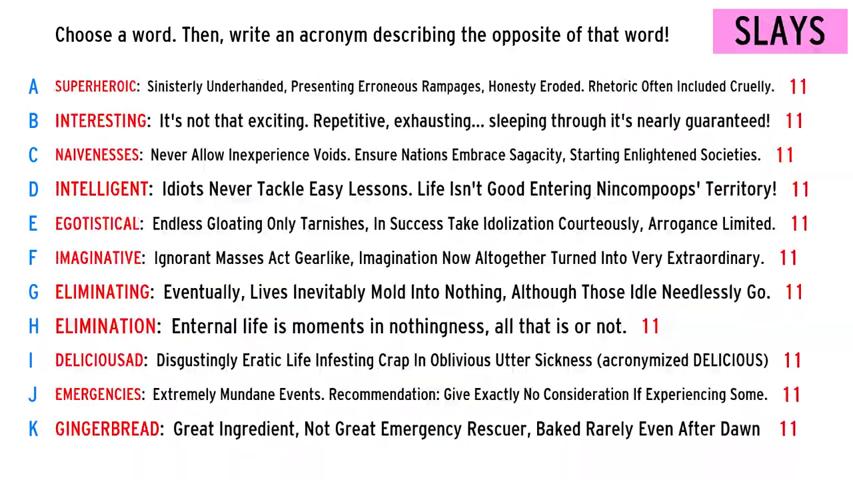 Choose a word. Then, write an acronym describing the opposite of that word!
SLAYS
A SUPERHEROIC: Sinisterly Underhanded, Presenting Erroneous Rampages, Honesty Eroded. Rhetoric Often Included Cruelly. 11
B INTERESTING: It's not that exciting. Repetitive, exhausting... sleeping through it's nearly guaranteed! 11
C NAIVENESSES: Never Allow Inexperience Voids. Ensure Nations Embrace Sagacity, Starting Enlightened Societies. 11
D INTELLIGENT: Idiots Never Tackle Easy Lessons. Life Isn't Good Entering Nincompoops' Territory! 11
E EGOTISTICAL: Endless Gloating Only Tarnishes, In Success Take Idolization Courteously, Arrogance Limited. 11
F IMAGINATIVE: Ignorant Masses Act Gearlike, Imagination Now Altogether Turned Into Very Extraordinary. 11
G ELIMINATING: Eventually, Lives Inevitably Mold Into Nothing, Although Those Idle Needlessly Go. 11
H ELIMINATION: Enternal life is moments in nothingness, all that is or not. 11
I DELICIOUSAD: Disgustingly Eratic Life Infesting Crap In Oblivious Utter Sickness (acronymized DELICIOUS) 11
J EMERGENCIES: Extremely Mundane Events. Recommendation: Give Exactly No Consideration If Experiencing Some. 11
K GINGERBREAD: Great Ingredient, Not Great Emergency Rescuer, Baked Rarely Even After Dawn 11